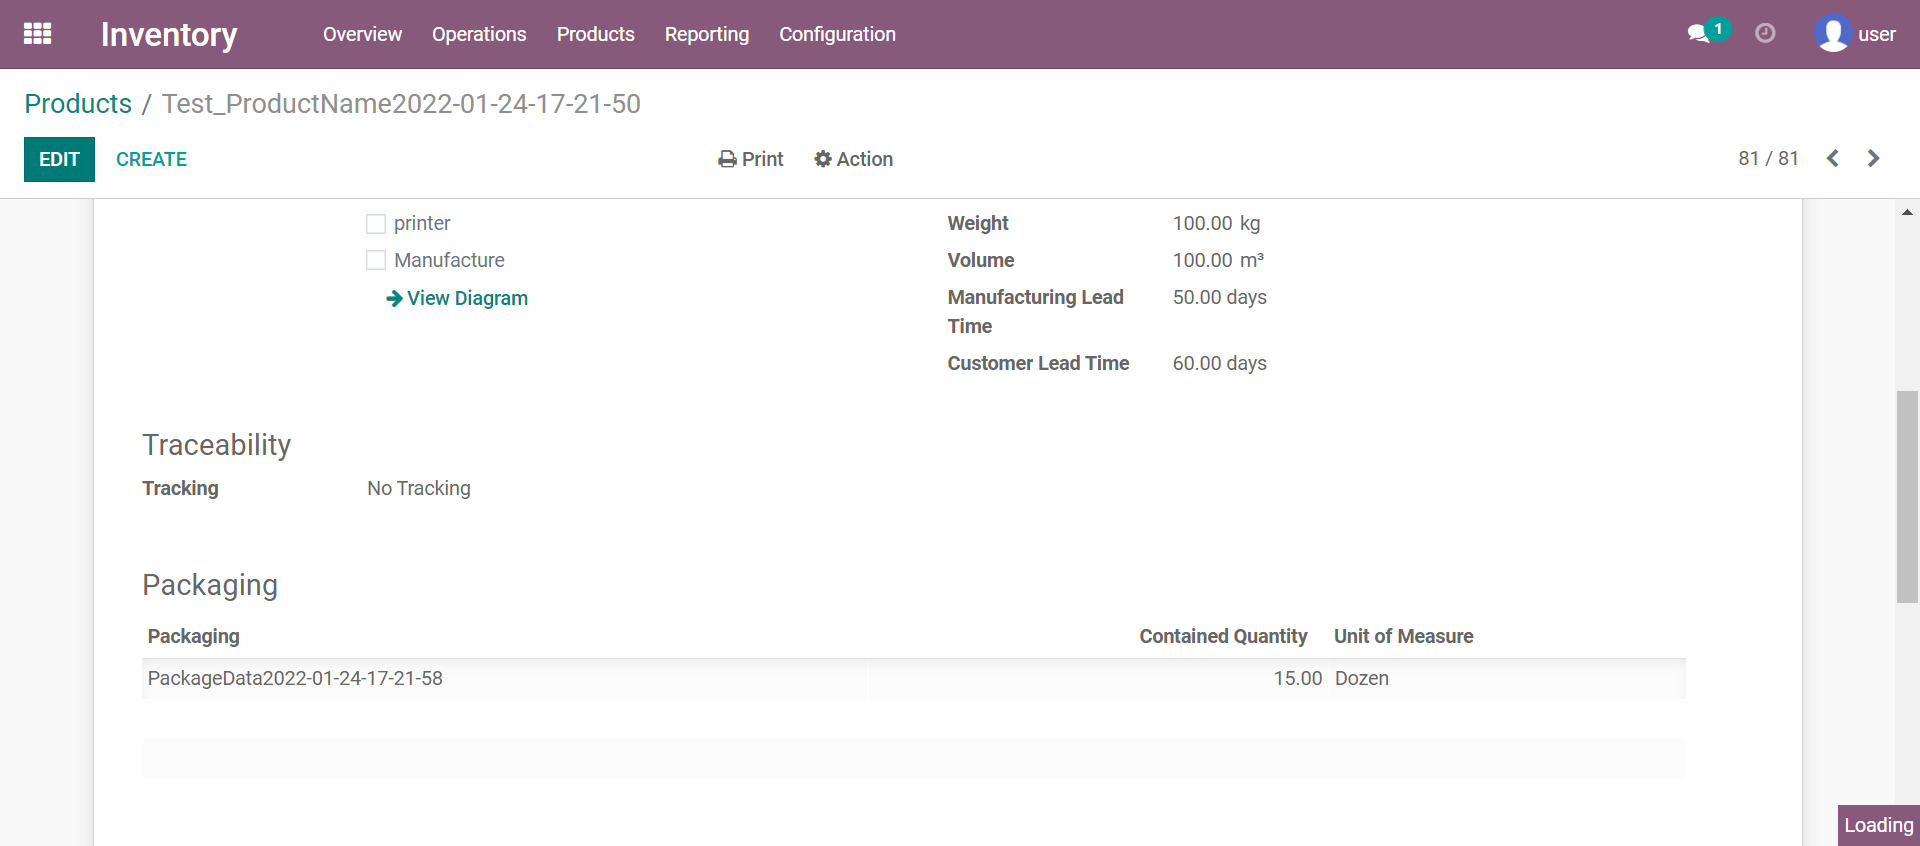 Inventory
Overview Operations Products Reporting Configuration
1
user
Products / Test_ProductName2022-01-24-17-21-50
EDIT CREATE
Print Action
81 / 81
printer
Manufacture
View Diagram
Weight 100.00 kg
Volume 100.00 m³
Manufacturing Lead 50.00 days
Time
Customer Lead Time 60.00 days
Traceability
Tracking No Tracking
Packaging
Packaging Contained Quantity Unit of Measure
PackageData2022-01-24-17-21-58 15.00 Dozen
Loading